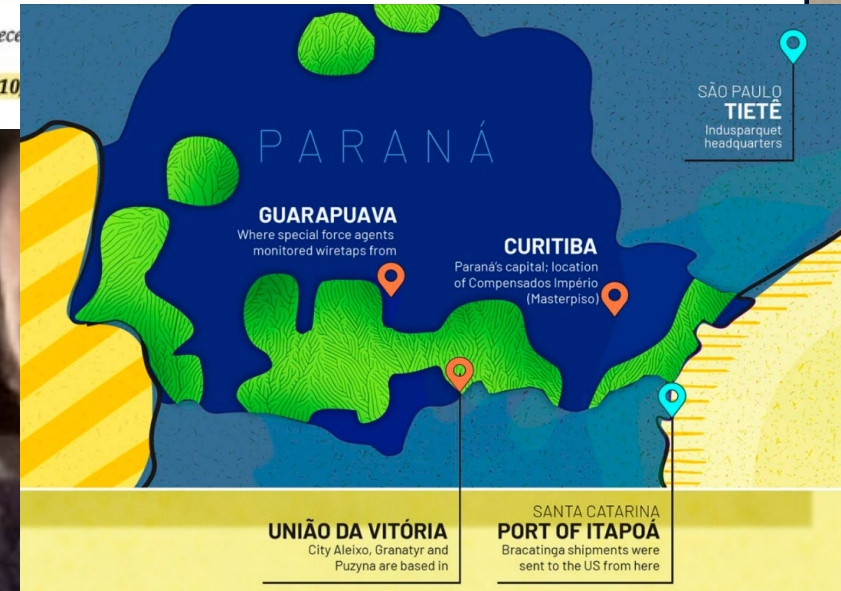 10
PARANÁ
SÃO PAULO
TIETÊ
Indusparquet
headquarters
GUARAPUAVA
Where special force agents
monitored wiretaps from
CURITIBA
Paraná's capital; location
of Compensados Império
(Masterpiso)
UNIÃO DA VITÓRIA
City Aleixo, Granatyr and
Puzyna are based in
SANTA CATARINA
PORT OF ITAPOÁ
Bracatinga shipments were
sent to the US from here